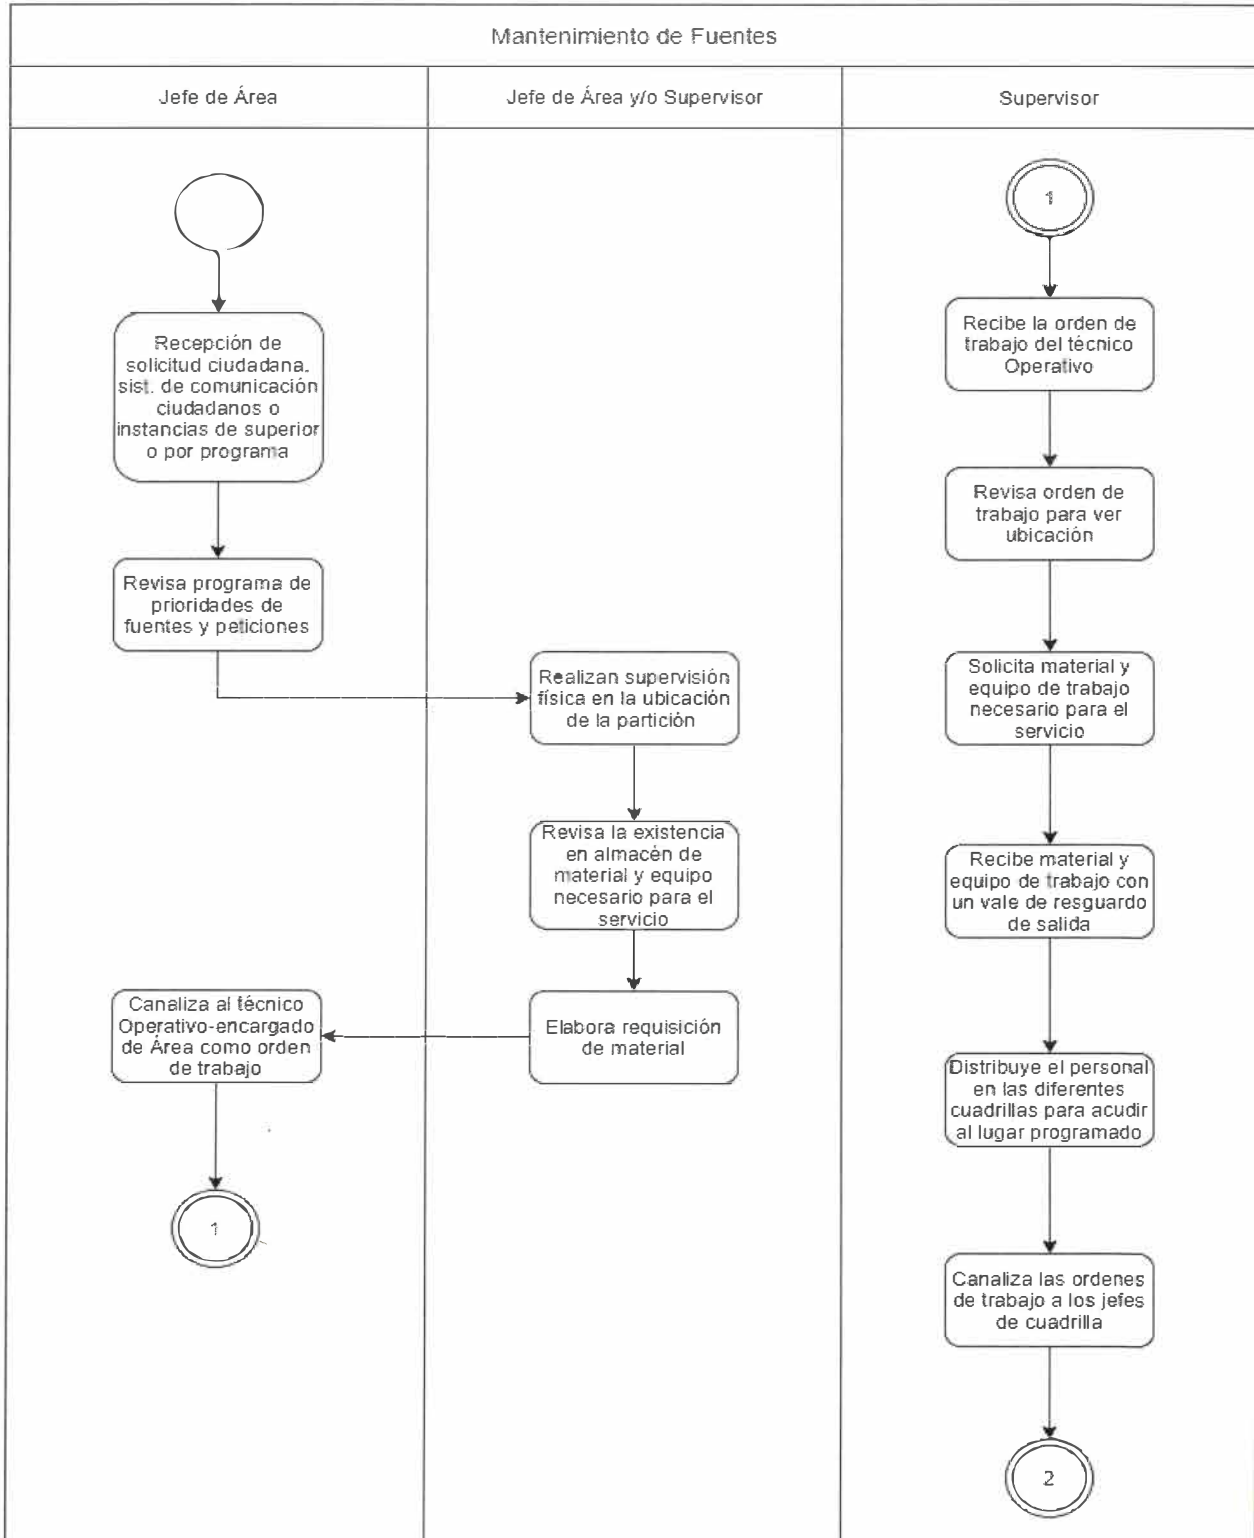 Mantenimiento de Fuentes
Jefe de Área
Jefe de Área y/o Supervisor
Supervisor
Recepción de
solicitud ciudadana,
sist. de comunicación
ciudadanos o
instancias de superior
o por programa
Revisa programa de
prioridades de
fuentes y peticiones
Realizan supervisión
física en la ubicación
de la partición
Revisa la existencia
en almacén de
material y equipo
necesario para el
servicio
Elabora requisición
de material
Canaliza al técnico
Operativo-encargado
de Área como orden
de trabajo
1
1
Recibe la orden de
trabajo del técnico
Operativo
Revisa orden de
trabajo para ver
ubicación
Solicita material y
equipo de trabajo
necesario para el
servicio
Recibe material y
equipo de trabajo con
un vale de resguardo
de salida
Distribuye el personal
en las diferentes
cuadrillas para acudir
al lugar programado
Canaliza las ordenes
de trabajo a los jefes
de cuadrilla
2